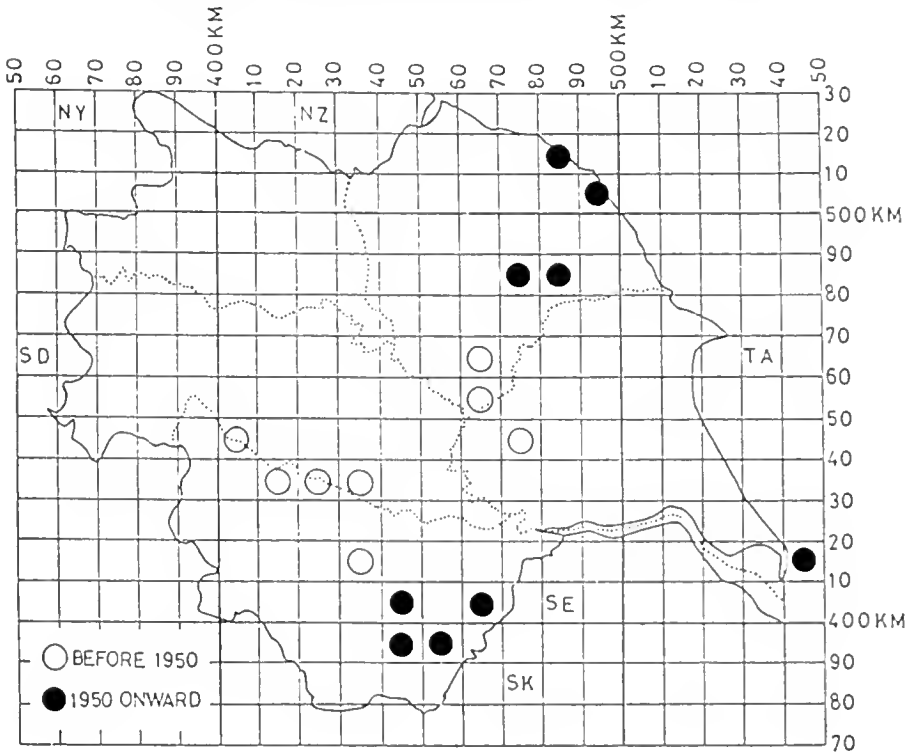 50 60 70 80 90 400KM 10 20 30 40 50 60 70 80 90 500KM 10 20 30 40 50
NY NZ 30
20
10
500KM
90
80
70
SD TA
60
50
40
30
20
10
SE
400KM
BEFORE 1950
90
SK
1950 ONWARD 80
70